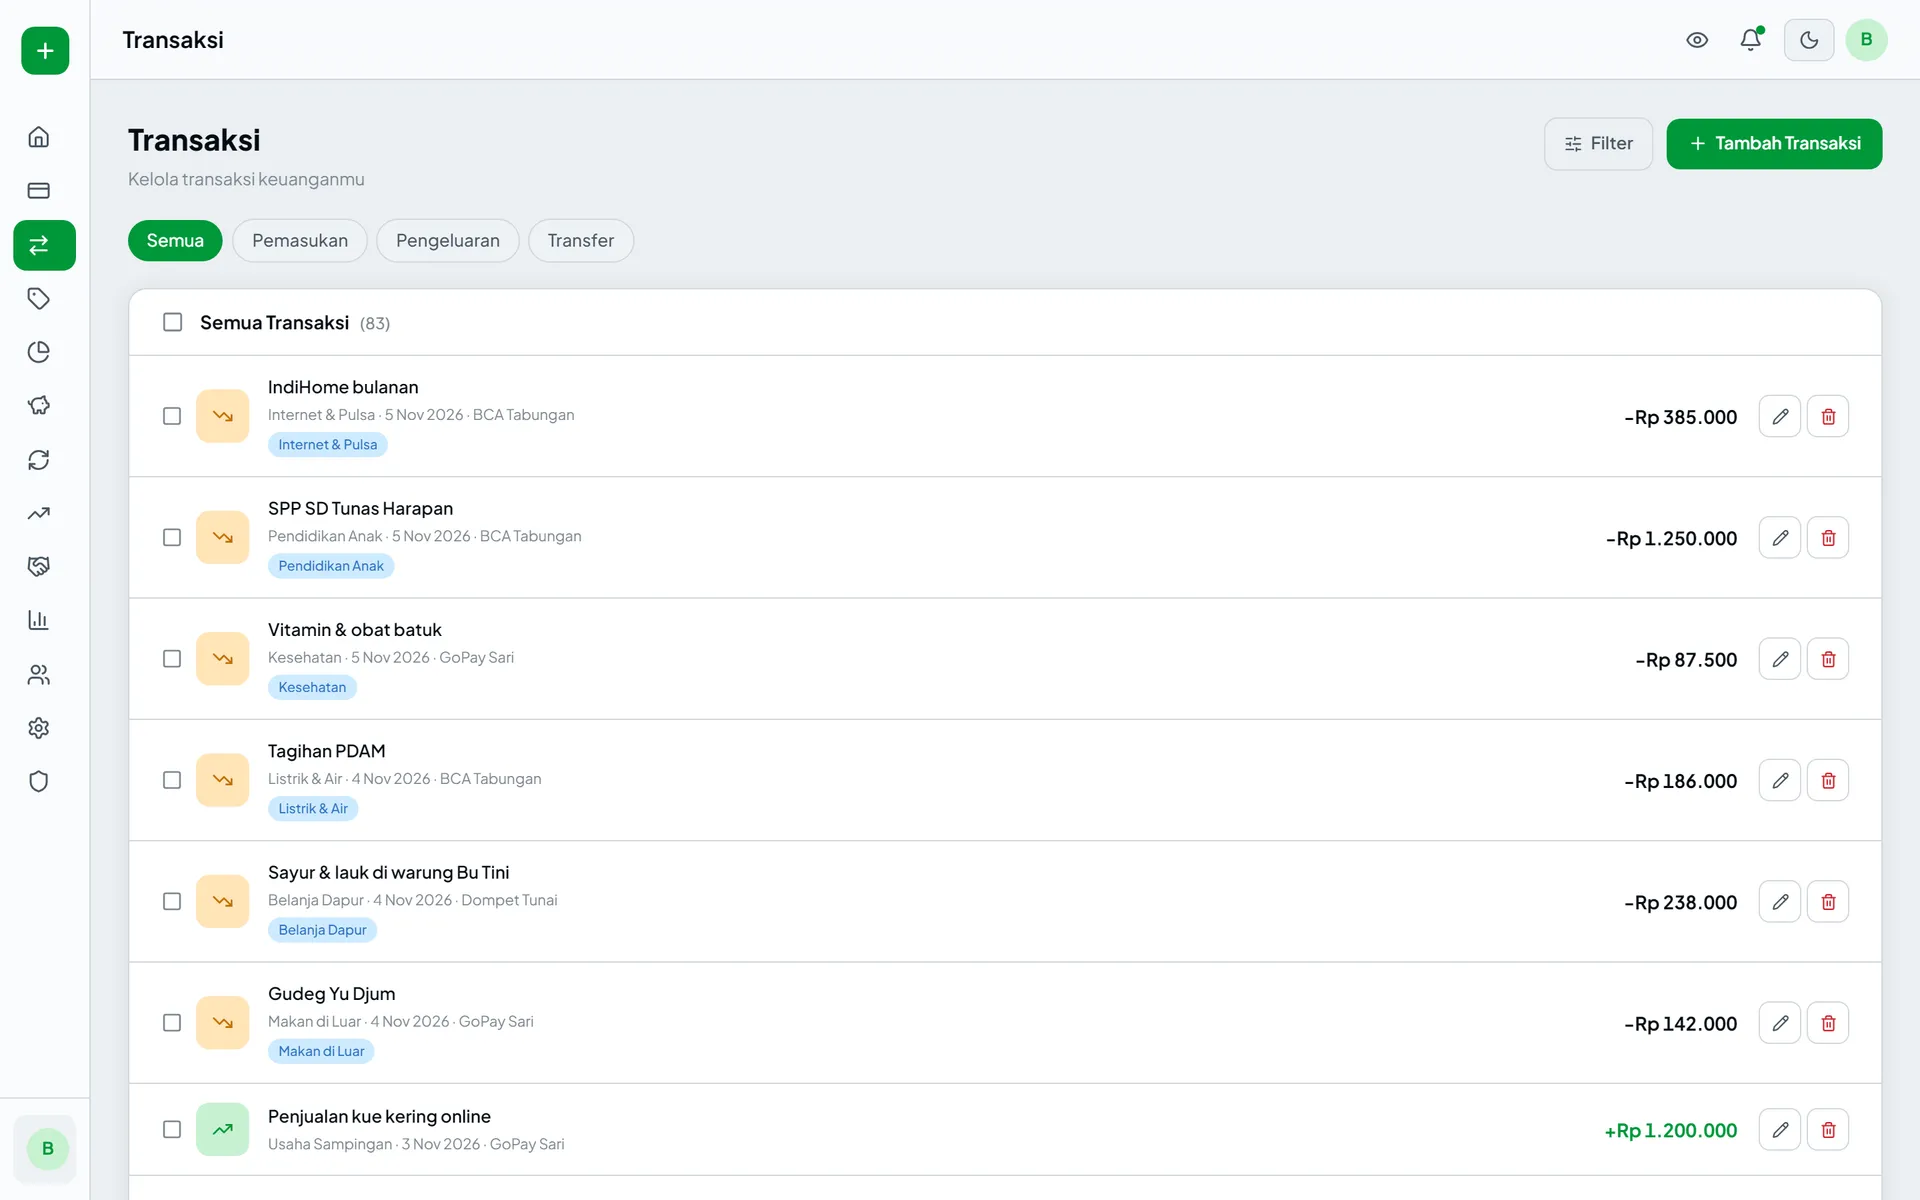 Transaksi
B
Transaksi
Kelola transaksi keuanganmu
Filter
Tambah Transaksi
Semua
Pemasukan
Pengeluaran
Transfer
Semua Transaksi (83)
IndiHome bulanan
Internet & Pulsa · 5 Nov 2026 · BCA Tabungan
Internet & Pulsa
-Rp 385.000
SPP SD Tunas Harapan
Pendidikan Anak · 5 Nov 2026 · BCA Tabungan
Pendidikan Anak
-Rp 1.250.000
Vitamin & obat batuk
Kesehatan · 5 Nov 2026 · GoPay Sari
Kesehatan
-Rp 87.500
Tagihan PDAM
Listrik & Air · 4 Nov 2026 · BCA Tabungan
Listrik & Air
-Rp 186.000
Sayur & lauk di warung Bu Tini
Belanja Dapur · 4 Nov 2026 · Dompet Tunai
Belanja Dapur
-Rp 238.000
Gudeg Yu Djum
Makan di Luar · 4 Nov 2026 · GoPay Sari
Makan di Luar
-Rp 142.000
Penjualan kue kering online
Usaha Sampingan · 3 Nov 2026 · GoPay Sari
+Rp 1.200.000
B